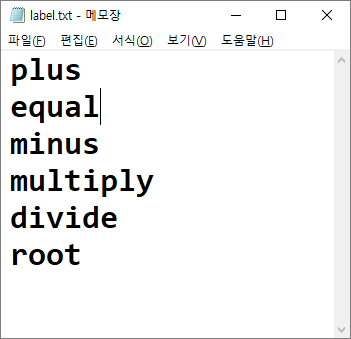 label.txt - 메모장
파일(F) 편집(E) 서식(O) 보기(V) 도움말(H)
plus
equal
minus
multiply
divide
root